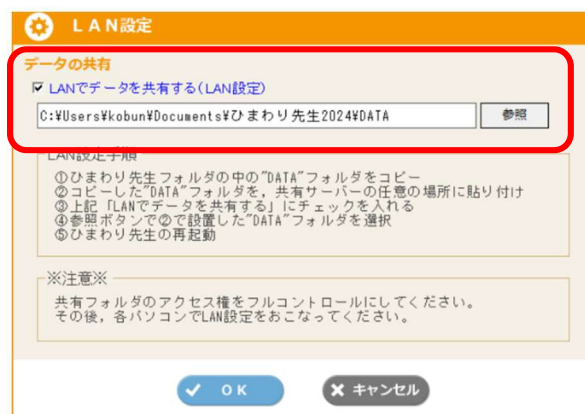 LAN設定
データの共有
LANでデータを共有する(LAN設定)
C:¥Users¥kobun¥Documents¥ひまわり先生2024¥DATA
参照
LAN設定手順
①ひまわり先生フォルダの中の"DATA"フォルダをコピー
②コピーした"DATA"フォルダを，共有サーバーの任意の場所に貼り付け
③上記「LANでデータを共有する」にチェックを入れる
④参照ボタンで②で設置した"DATA"フォルダを選択
⑤ひまわり先生の再起動
※注意※
共有フォルダのアクセス権をフルコントロールにしてください。
その後，各パソコンでLAN設定をおこなってください。
OK
キャンセル